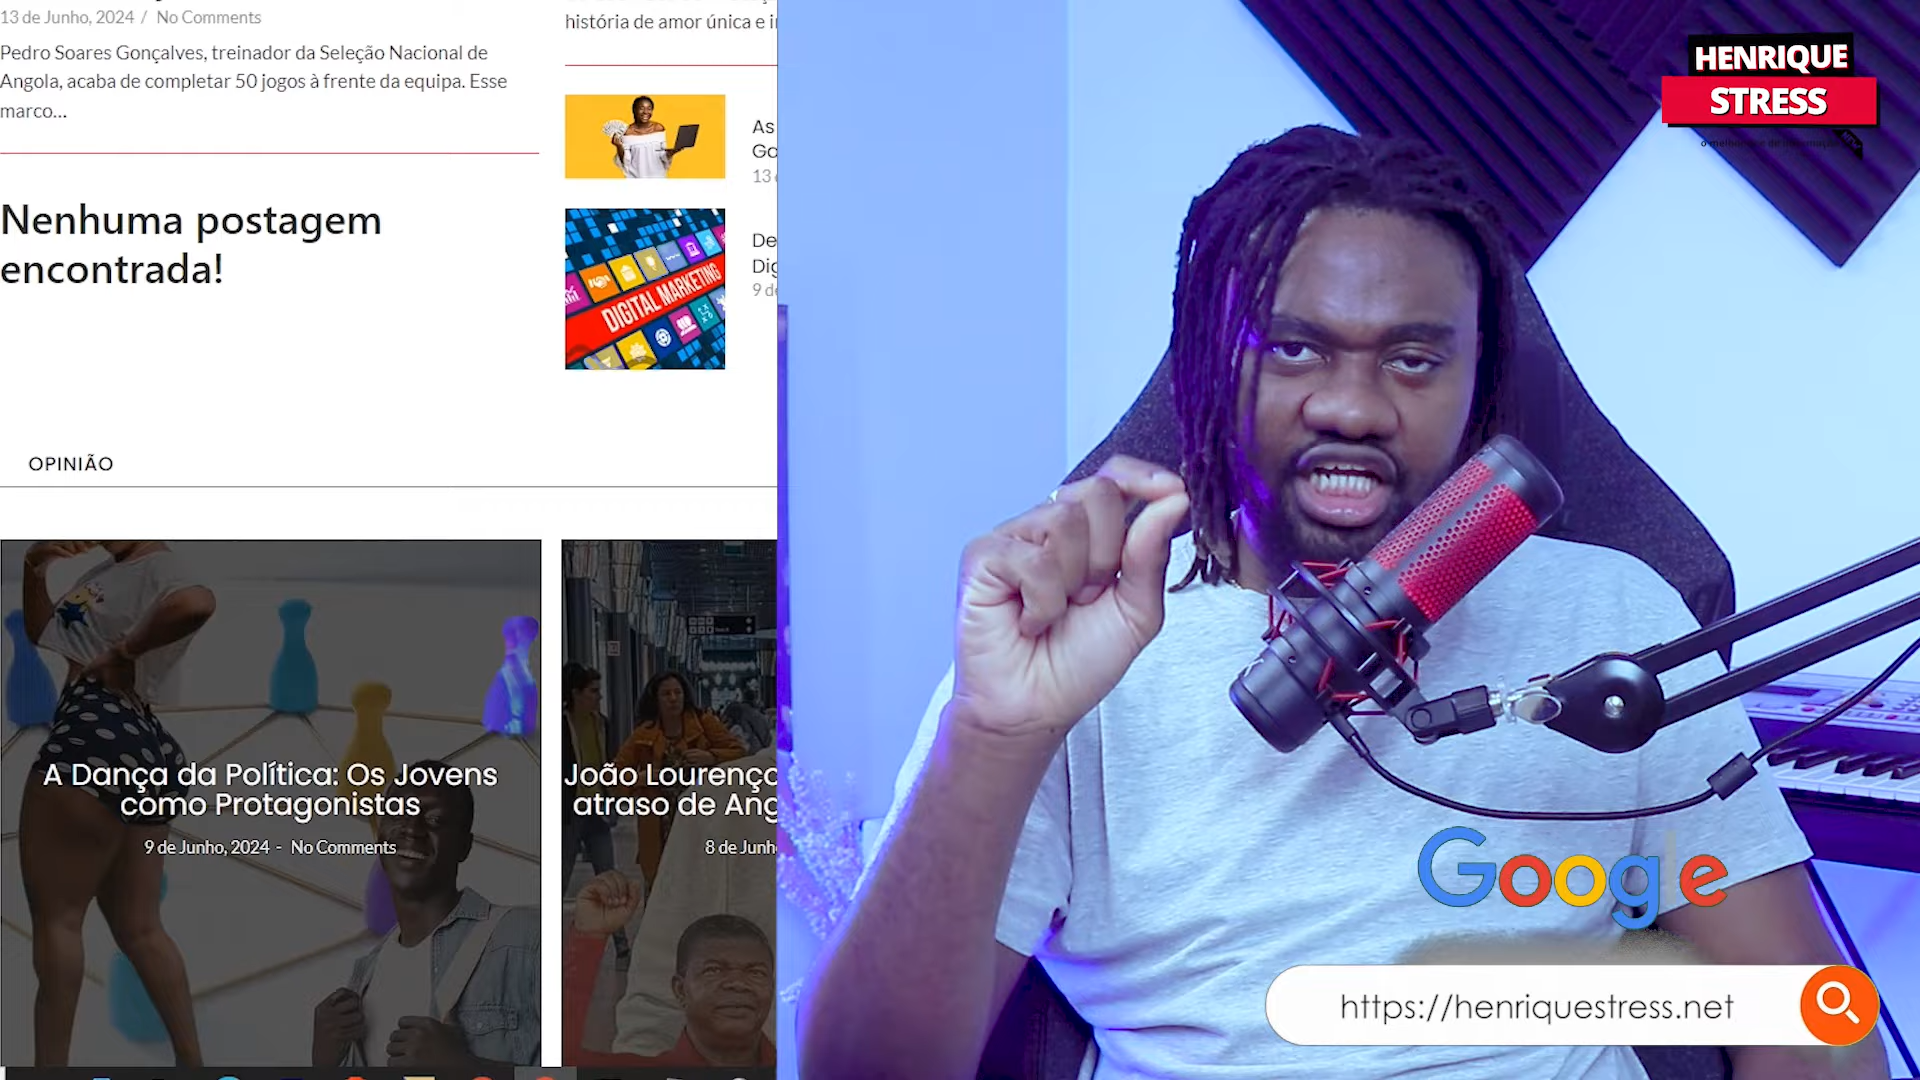 13 de Junho, 2024 / No Comments
Pedro Soares Gonçalves, treinador da Seleção Nacional de
Angola, acaba de completar 50 jogos à frente da equipa. Esse
marco...
Nenhuma postagem
encontrada!
história de amor única e i
As
Ga
13
De
Dig
9 de
DIGITAL MARKETING
OPINIÃO
A Dança da Política: Os Jovens
como Protagonistas
9 de Junho, 2024 - No Comments
João Lourenço
atraso de Ang
8 de Junh
HENRIQUE
STRESS
Google
https://henriquestress.net